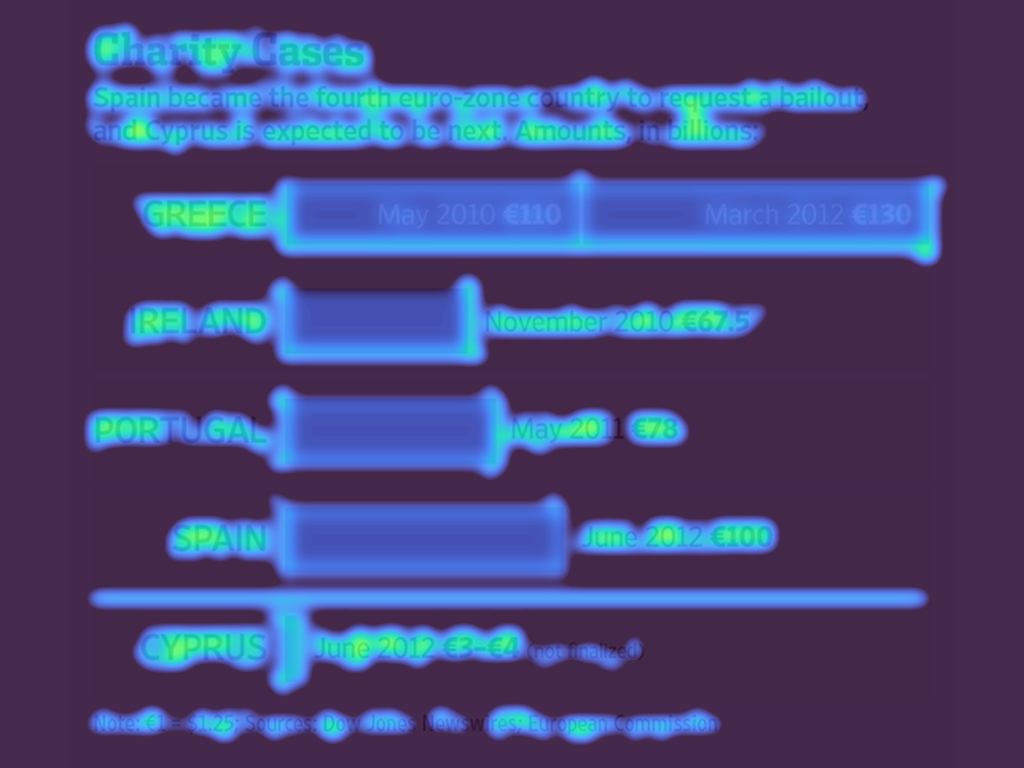 Charity Cases
Spain became the fourth euro-zone country to request a bailout,
and Cyprus is expected to be next. Amounts, in billions:
GREECE May 2010 €110 March 2012 €130
IRELAND November 2010 €67.5
PORTUGAL May 2011 €78
SPAIN June 2012 €100
CYPRUS June 2012 €3–€4 (not finalized)
Note: €1 = $1.25; Sources: Dow Jones Newswires; European Commission